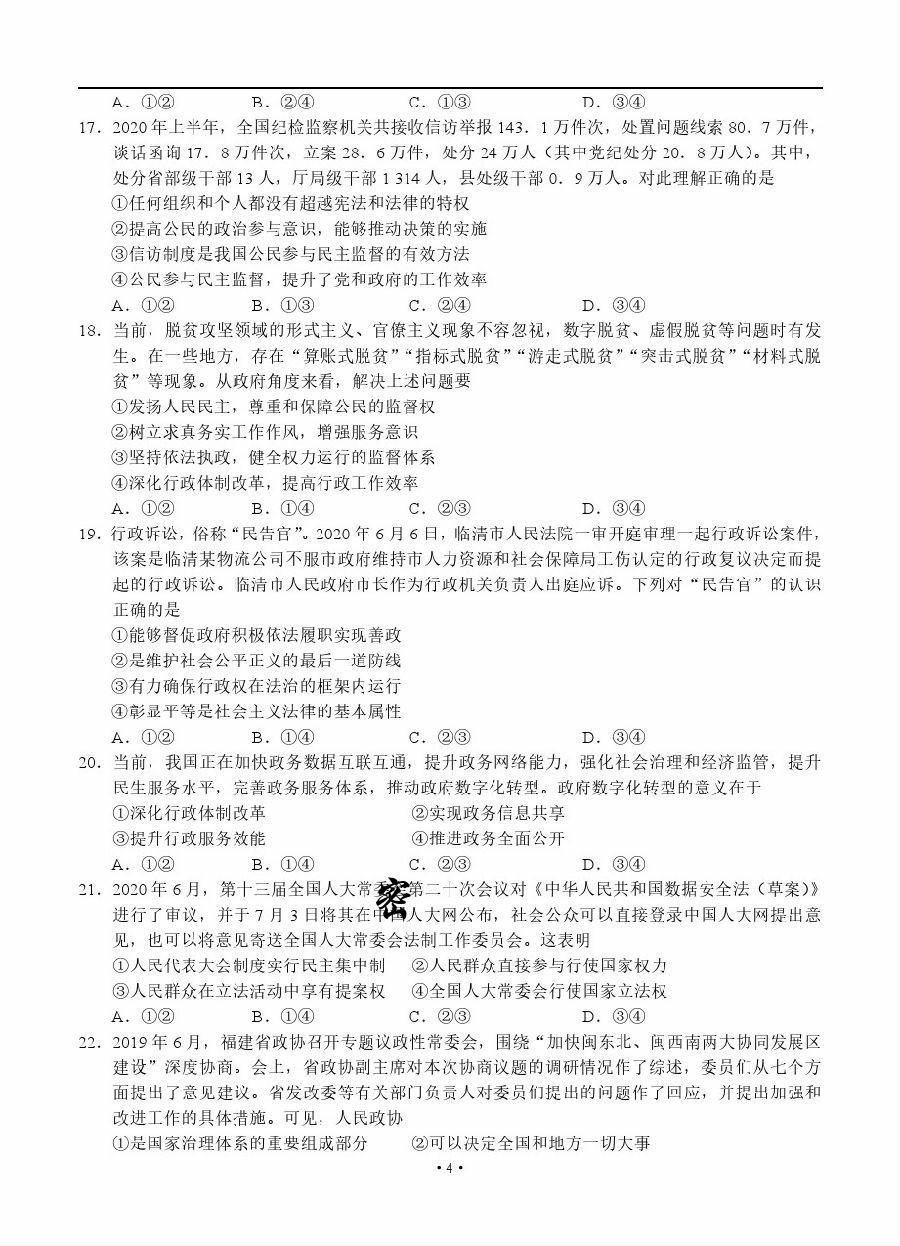 A．①②　B．②④　C．①③　D．③④
17．2020年上半年，全国纪检监察机关共接收信访举报143．1万件次，处置问题线索80．7万件，
谈话函询17．8万件次，立案28．6万件，处分24万人（其中党纪处分20．8万人）。其中，
处分省部级干部13人，厅局级干部1 314人，县处级干部0．9万人。对此理解正确的是
①任何组织和个人都没有超越宪法和法律的特权
②提高公民的政治参与意识，能够推动决策的实施
③信访制度是我国公民参与民主监督的有效方法
④公民参与民主监督，提升了党和政府的工作效率
A．①②　B．①③　C．②④　D．③④
18．当前，脱贫攻坚领域的形式主义、官僚主义现象不容忽视，数字脱贫、虚假脱贫等问题时有发
生。在一些地方，存在“算账式脱贫”“指标式脱贫”“游走式脱贫”“突击式脱贫”“材料式脱
贫”等现象。从政府角度来看，解决上述问题要
①发扬人民民主，尊重和保障公民的监督权
②树立求真务实工作作风，增强服务意识
③坚持依法执政，健全权力运行的监督体系
④深化行政体制改革，提高行政工作效率
A．①②　B．①④　C．②③　D．③④
19．行政诉讼，俗称“民告官”。2020年6月6日，临清市人民法院一审开庭审理一起行政诉讼案件，
该案是临清某物流公司不服市政府维持市人力资源和社会保障局工伤认定的行政复议决定而提
起的行政诉讼。临清市人民政府市长作为行政机关负责人出庭应诉。下列对“民告官”的认识
正确的是
①能够督促政府积极依法履职实现善政
②是维护社会公平正义的最后一道防线
③有力确保行政权在法治的框架内运行
④彰显平等是社会主义法律的基本属性
A．①②　B．①④　C．②③　D．③④
20．当前，我国正在加快政务数据互联互通，提升政务网络能力，强化社会治理和经济监管，提升
民生服务水平，完善政务服务体系，推动政府数字化转型。政府数字化转型的意义在于
①深化行政体制改革　②实现政务信息共享
③提升行政服务效能　④推进政务全面公开
A．①②　B．①④　C．②③　D．③④
21．2020年6月，第十三届全国人大常委 第二十次会议对《中华人民共和国数据安全法（草案）》
密
进行了审议，并于7月3日将其在中国人大网公布，社会公众可以直接登录中国人大网提出意
见，也可以将意见寄送全国人大常委会法制工作委员会。这表明
①人民代表大会制度实行民主集中制　②人民群众直接参与行使国家权力
③人民群众在立法活动中享有提案权　④全国人大常委会行使国家立法权
A．①②　B．①④　C．②③　D．③④
22．2019年6月，福建省政协召开专题议政性常委会，围绕“加快闽东北、闽西南两大协同发展区
建设”深度协商。会上，省政协副主席对本次协商议题的调研情况作了综述，委员们从七个方
面提出了意见建议。省发改委等有关部门负责人对委员们提出的问题作了回应，并提出加强和
改进工作的具体措施。可见，人民政协
①是国家治理体系的重要组成部分　②可以决定全国和地方一切大事
·4·